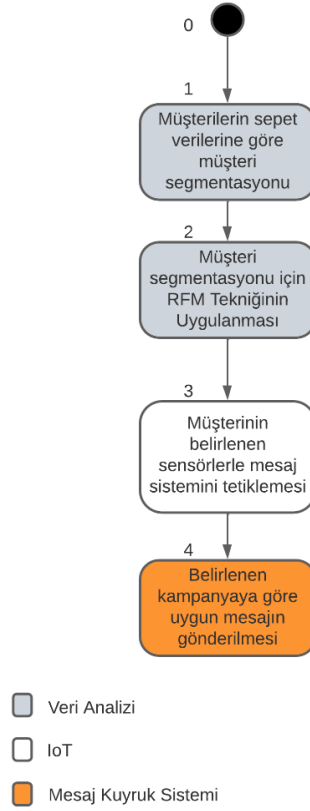 0
1
Müşterilerin sepet
verilerine göre
müşteri
segmentasyonu
2
Müşteri
segmentasyonu için
RFM Tekniğinin
Uygulanması
3
Müşterinin
belirlenen
sensörlerle mesaj
sistemini tetiklemesi
4
Belirlenen
kampanyaya göre
uygun mesajın
gönderilmesi
Veri Analizi
IoT
Mesaj Kuyruk Sistemi